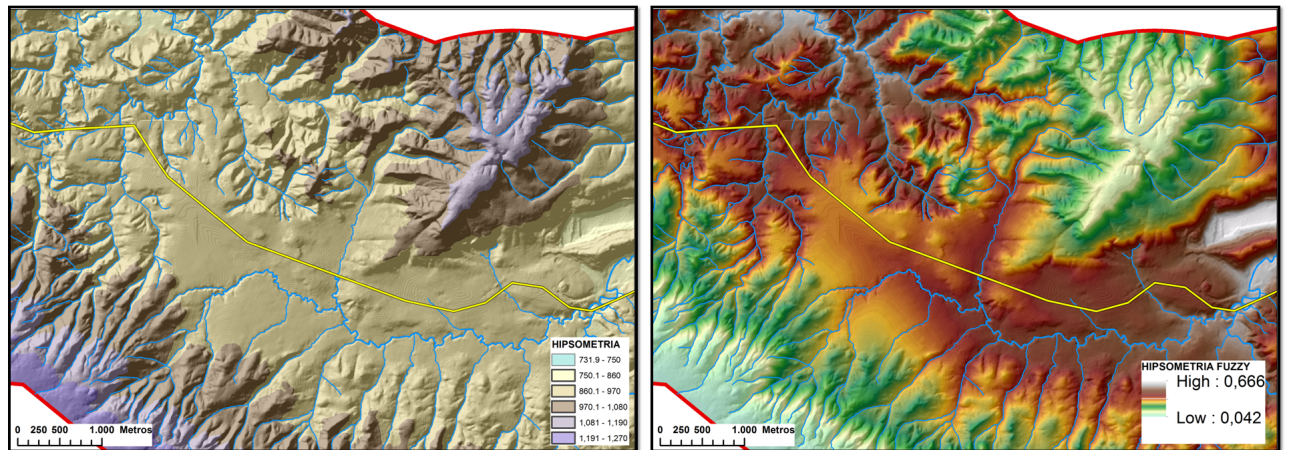 HIPSOMETRIA
731.9 - 750
750.1 - 860
860.1 - 970
970.1 - 1,080
1,081 - 1,190
1,191 - 1,270
0 250 500 1.000 Metros
HIPSOMETRIA FUZZY
High : 0,666
Low : 0,042
0 250 500 1.000 Metros